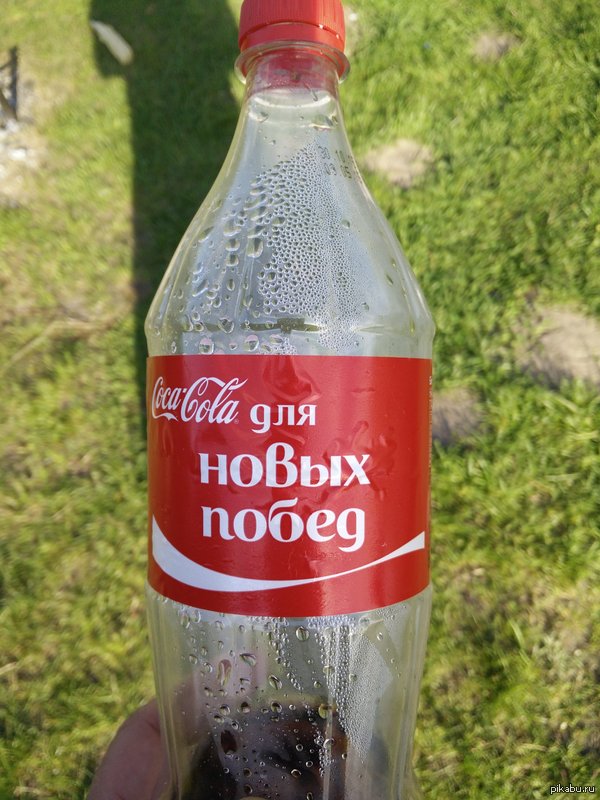 Coca-Cola для
новых
побед
pikabu.ru